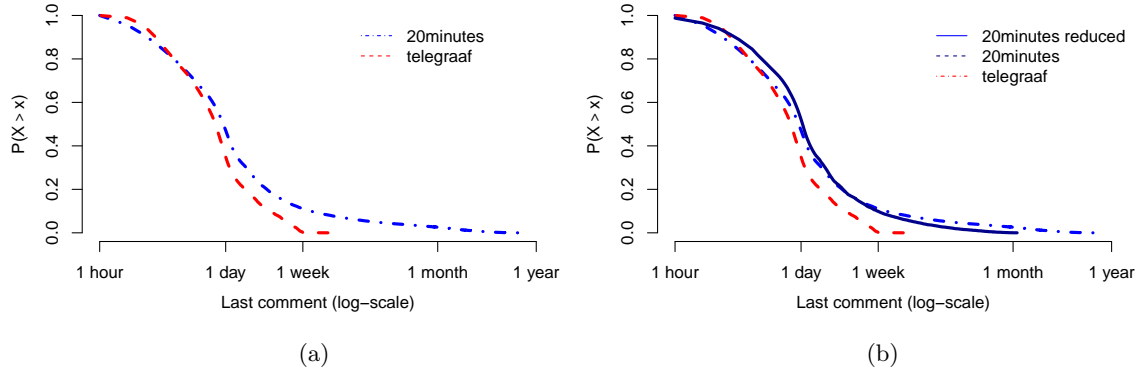 P(X > x)
1.0
0.8
0.6
0.4
0.2
0.0
20minutes
telegraaf
1 hour 1 day 1 week 1 month 1 year
Last comment (log−scale)
(a)
P(X > x)
1.0
0.8
0.6
0.4
0.2
0.0
20minutes reduced
20minutes
telegraaf
1 hour 1 day 1 week 1 month 1 year
Last comment (log−scale)
(b)